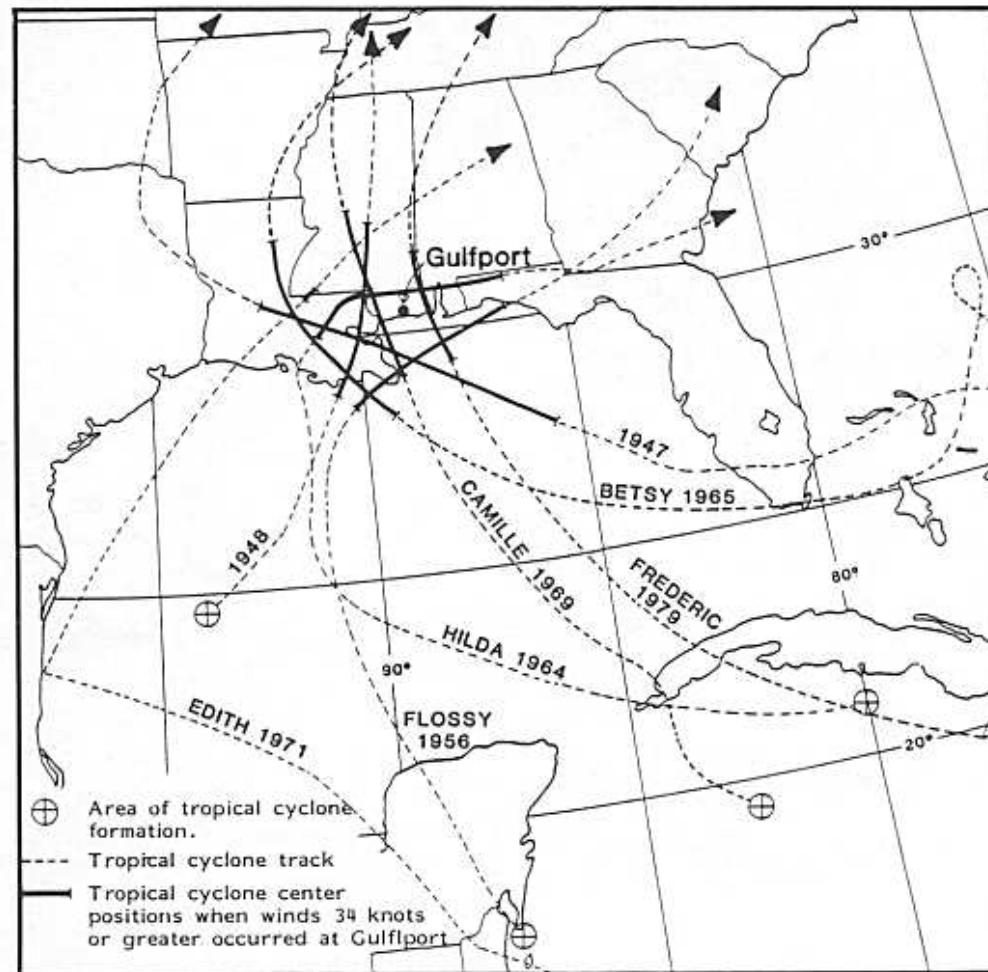 Gulfport
30°
1947
BETSY 1965
CAMILLE 1969
1948
FREDERIC
1979
80°
HILDA 1964
90°
EDITH 1971
FLOSSY
1956
20°
Area of tropical cyclone
formation.
Tropical cyclone track
Tropical cyclone center
positions when winds 34 knots
or greater occurred at Gulflport